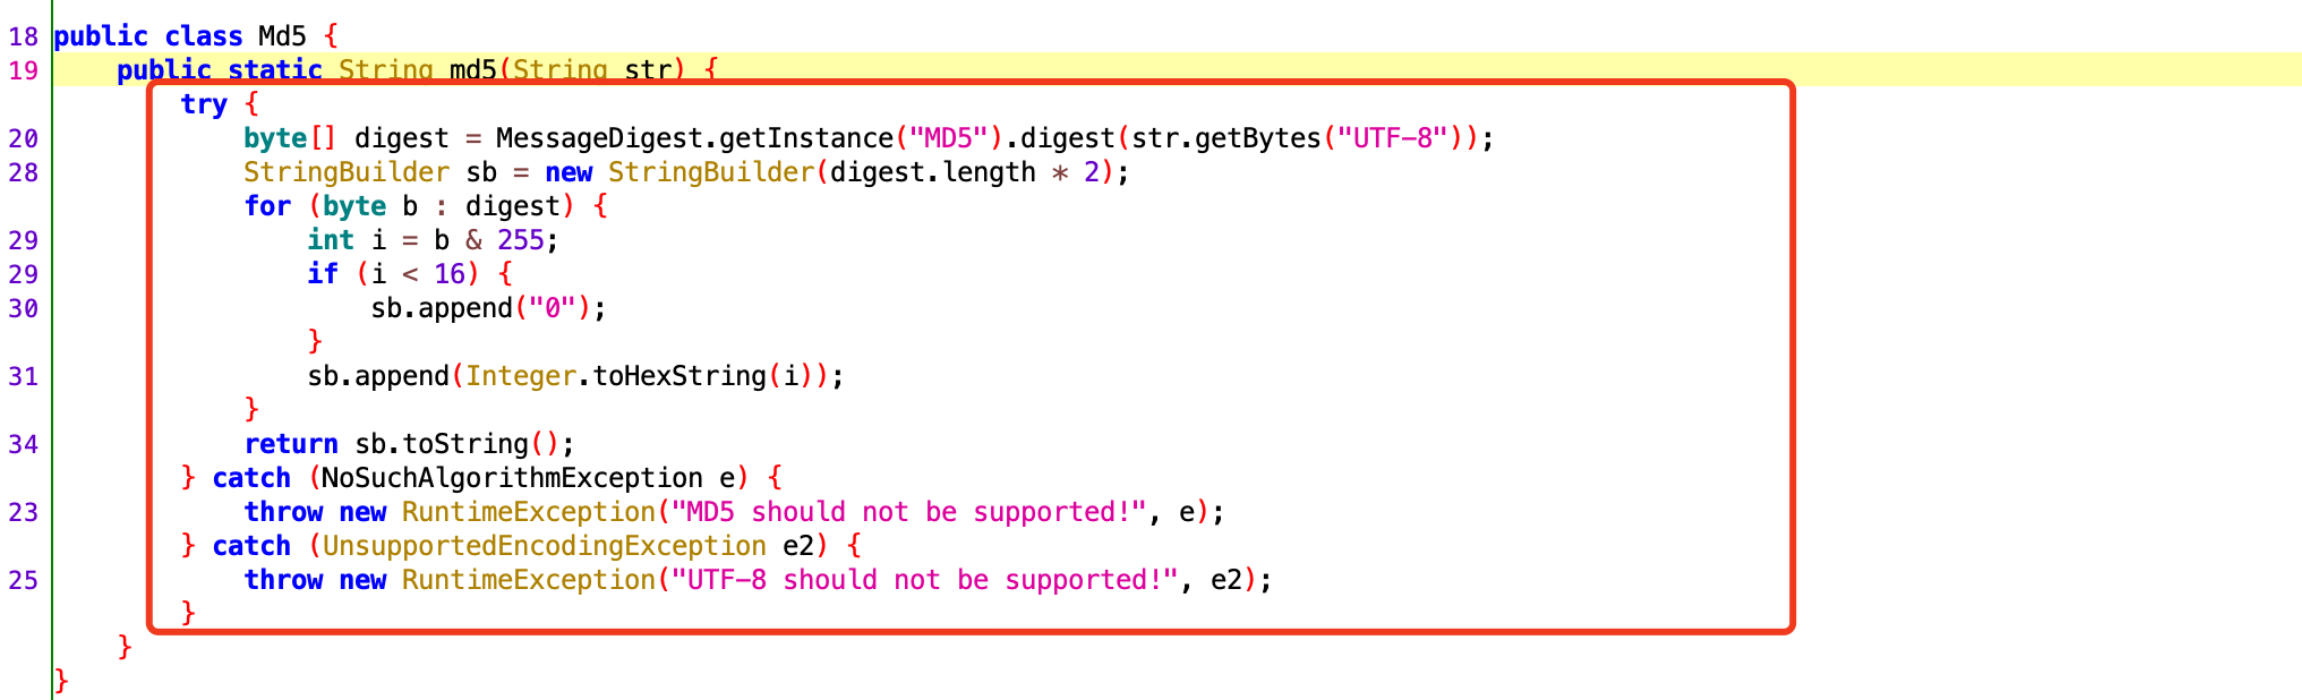 18 public class Md5 {
19     public static String md5(String str) {
        try {
20             byte[] digest = MessageDigest.getInstance("MD5").digest(str.getBytes("UTF-8"));
28             StringBuilder sb = new StringBuilder(digest.length * 2);
            for (byte b : digest) {
29                 int i = b & 255;
29                 if (i < 16) {
30                     sb.append("0");
                }
31                 sb.append(Integer.toHexString(i));
            }
34             return sb.toString();
        } catch (NoSuchAlgorithmException e) {
23             throw new RuntimeException("MD5 should not be supported!", e);
        } catch (UnsupportedEncodingException e2) {
25             throw new RuntimeException("UTF-8 should not be supported!", e2);
        }
    }
}